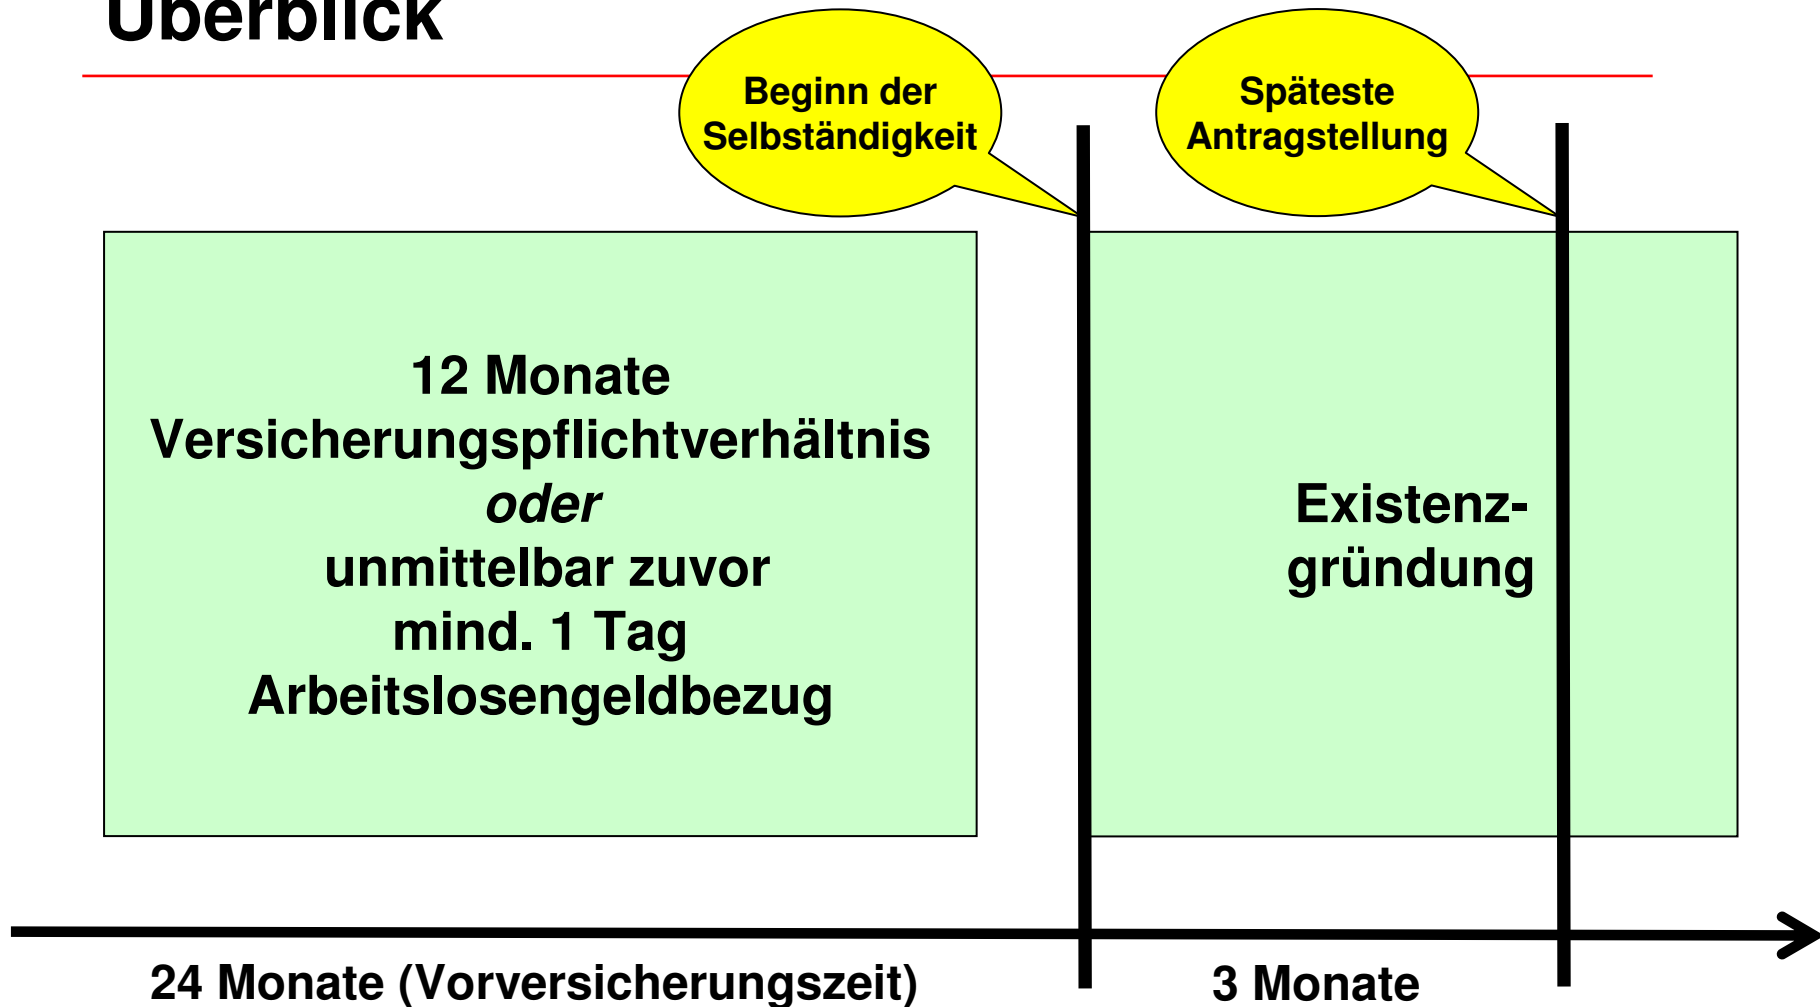 Überblick
Beginn der
Selbständigkeit
Späteste
Antragstellung
12 Monate
Versicherungspflichtverhältnis
oder
unmittelbar zuvor
mind. 1 Tag
Arbeitslosengeldbezug
Existenz-
gründung
24 Monate (Vorversicherungszeit)
3 Monate